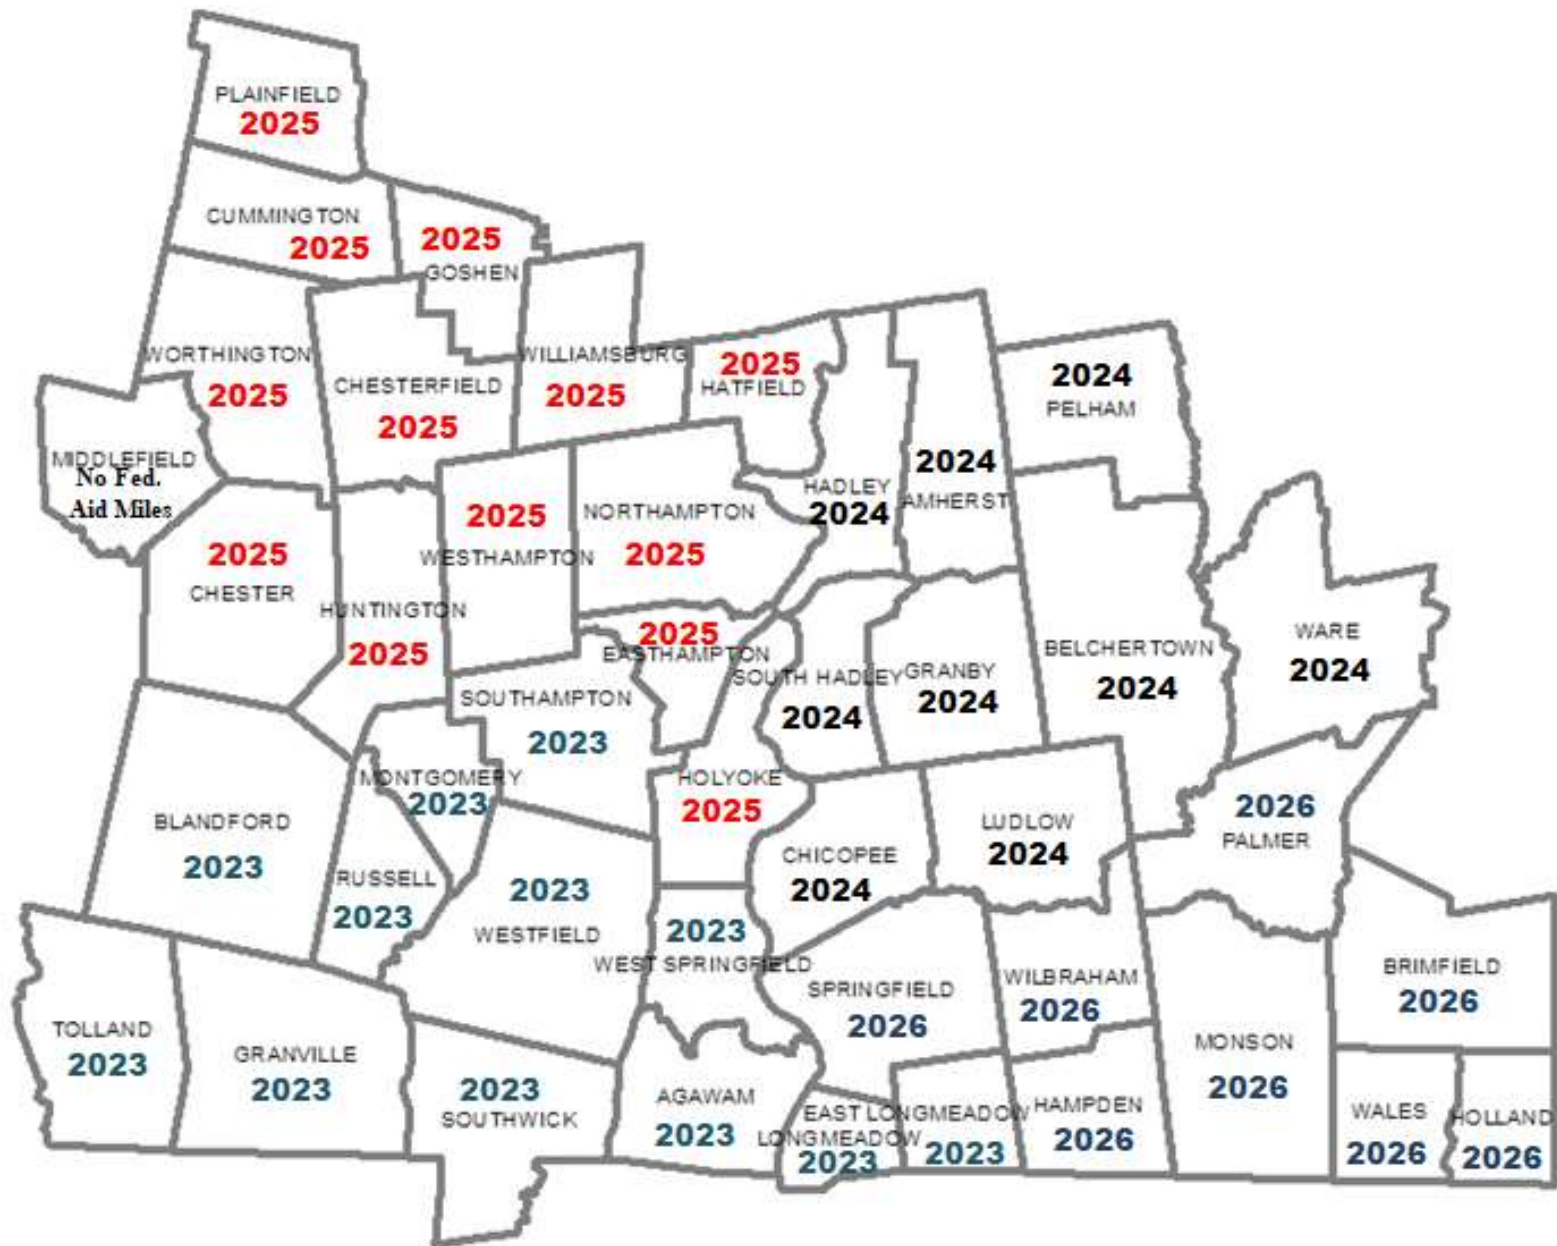 PLAINFIELD
2025
CUMMINGTON
2025
2025
GOSHEN
WORTHINGTON
2025
CHESTERFIELD
2025
WILLIAMSBURG
2025
2025
HATFIELD
2024
PELHAM
MIDDLEFIELD
No Fed.
Aid Miles
HADLEY
2024
2024
AMHERST
2025
CHESTER
HUNTINGTON
2025
2025
WESTHAMPTON
NORTHAMPTON
2025
2025
EASTHAMPTON
SOUTH HADLEY
2024
GRANBY
2024
BELCHERTOWN
2024
WARE
2024
SOUTHAMPTON
2023
MONTGOMERY
2023
HOLYOKE
2025
BLANDFORD
2023
RUSSELL
2023
2023
WESTFIELD
CHICOPEE
2024
LUDLOW
2024
2026
PALMER
2023
WEST SPRINGFIELD
SPRINGFIELD
2026
WILBRAHAM
2026
BRIMFIELD
2026
TOLLAND
2023
GRANVILLE
2023
2023
SOUTHWICK
AGAWAM
2023
LONGMEADOW
2023
EAST LONGMEADOW
2023
HAMPDEN
2026
MONSON
2026
WALES
2026
HOLLAND
2026